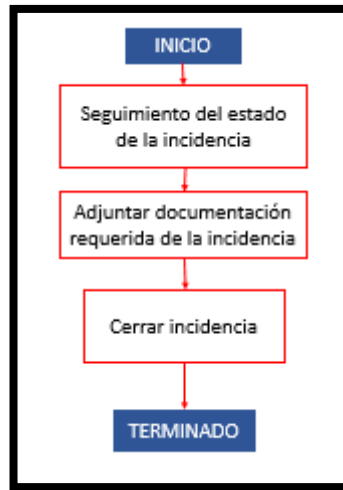 INICIO
Seguimiento del estado
de la incidencia
Adjuntar documentación
requerida de la incidencia
Cerrar incidencia
TERMINADO